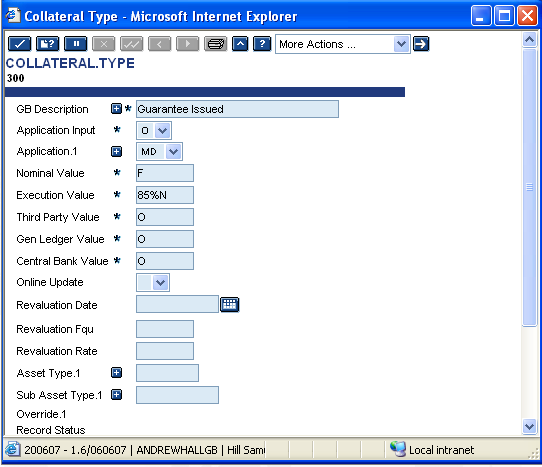 Collateral Type - Microsoft Internet Explorer
More Actions ...
COLLATERAL.TYPE
300
GB Description * Guarantee Issued
Application Input * O
Application.1 MD
Nominal Value * F
Execution Value * 85%N
Third Party Value * O
Gen Ledger Value * O
Central Bank Value * O
Online Update
Revaluation Date
Revaluation Fqu
Revaluation Rate
Asset Type.1
Sub Asset Type.1
Override.1
Record Status
200607 - 1.6/060607 | ANDREWHALLGB | Hill Local intranet